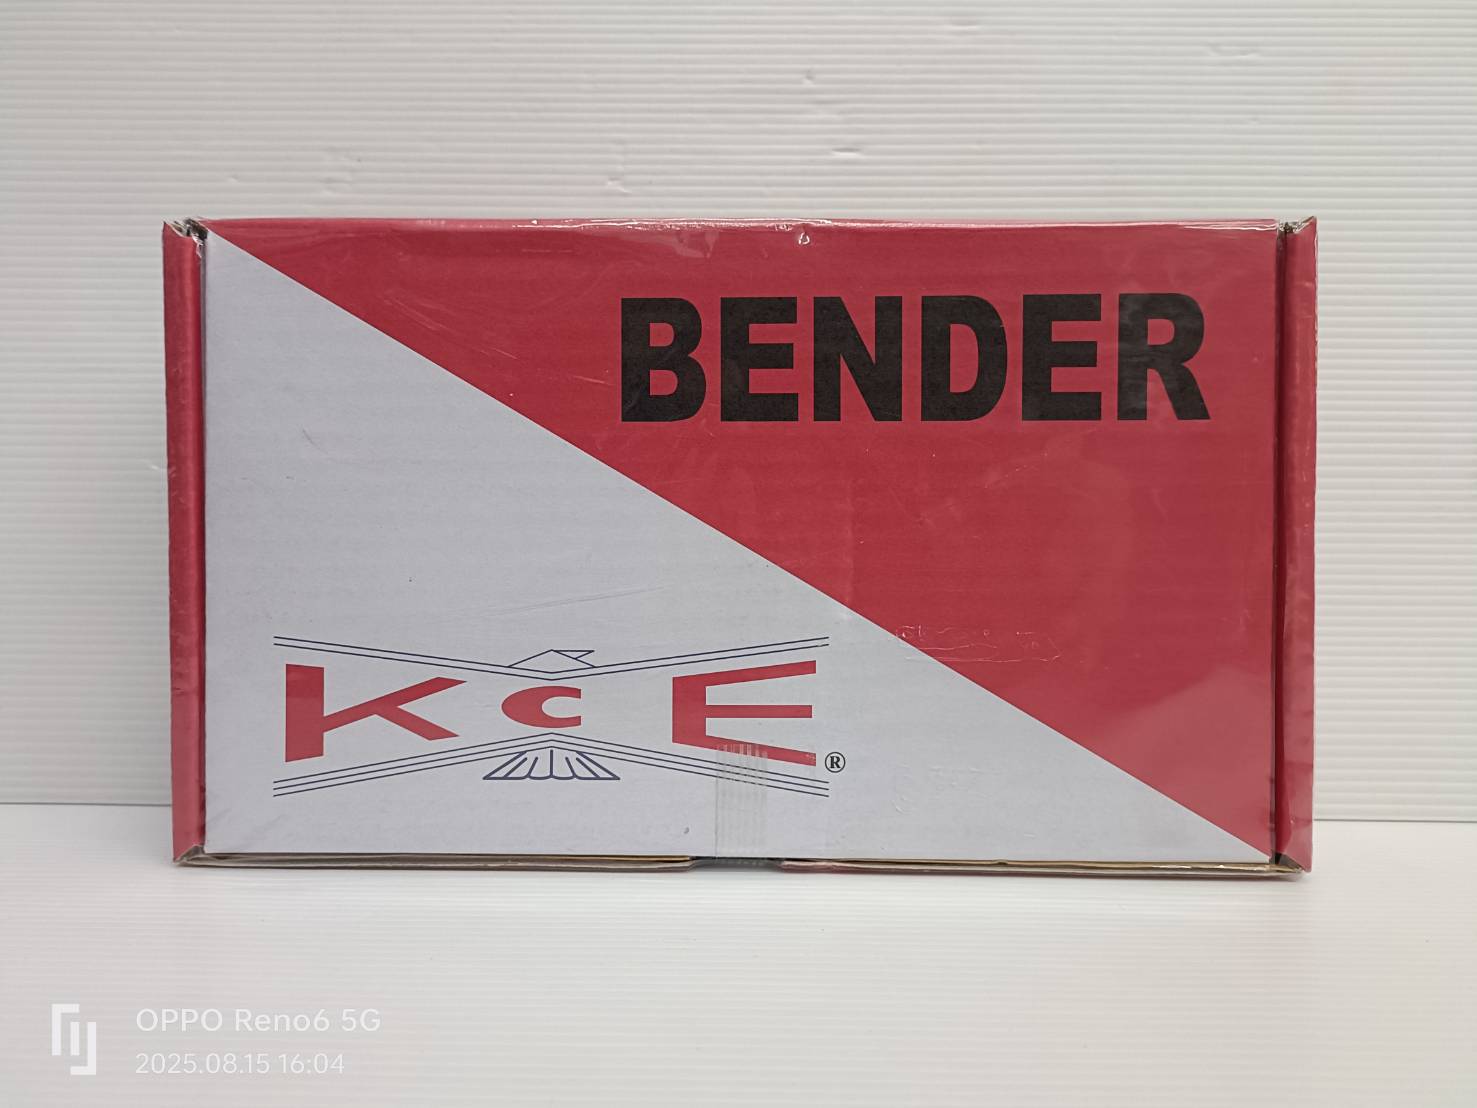 BENDER
KCE®
OPPO Reno6 5G
2025.08.15 16:04